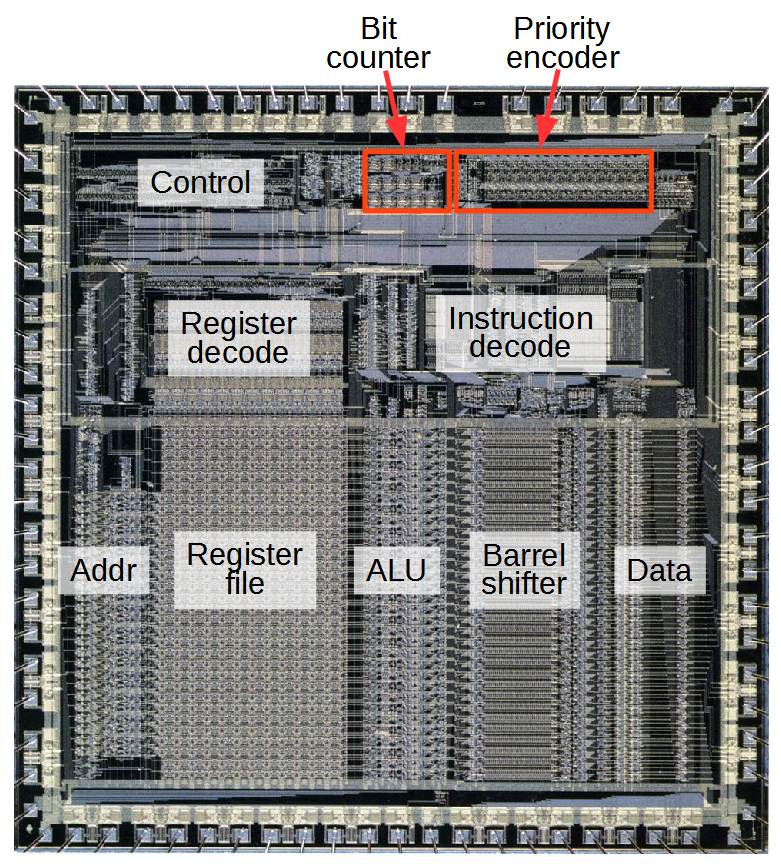 Bit
counter
Priority
encoder
Control
Register
decode
Instruction
decode
Addr
Register
file
ALU
Barrel
shifter
Data